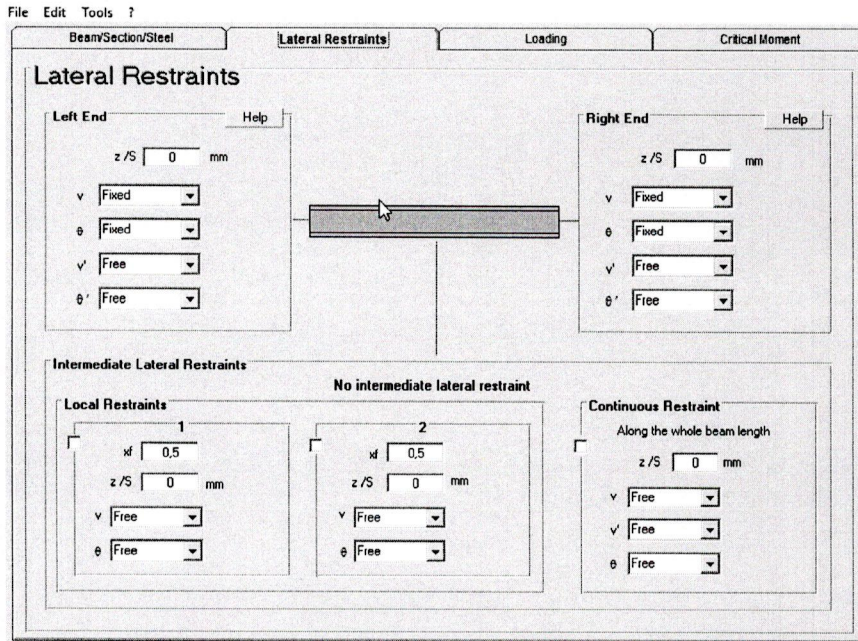 File Edit Tools ?
Beam/Section/Steel Lateral Restraints Loading Critical Moment
Lateral Restraints
Left End Help
z /S 0 mm
v Fixed
θ Fixed
v' Free
θ' Free
Right End Help
z /S 0 mm
v Fixed
θ Fixed
v' Free
θ' Free
Intermediate Lateral Restraints
No intermediate lateral restraint
Local Restraints
1
xf 0,5
z /S 0 mm
v Free
θ Free
2
xf 0,5
z /S 0 mm
v Free
θ Free
Continuous Restraint
Along the whole beam length
z /S 0 mm
v Free
v' Free
θ Free